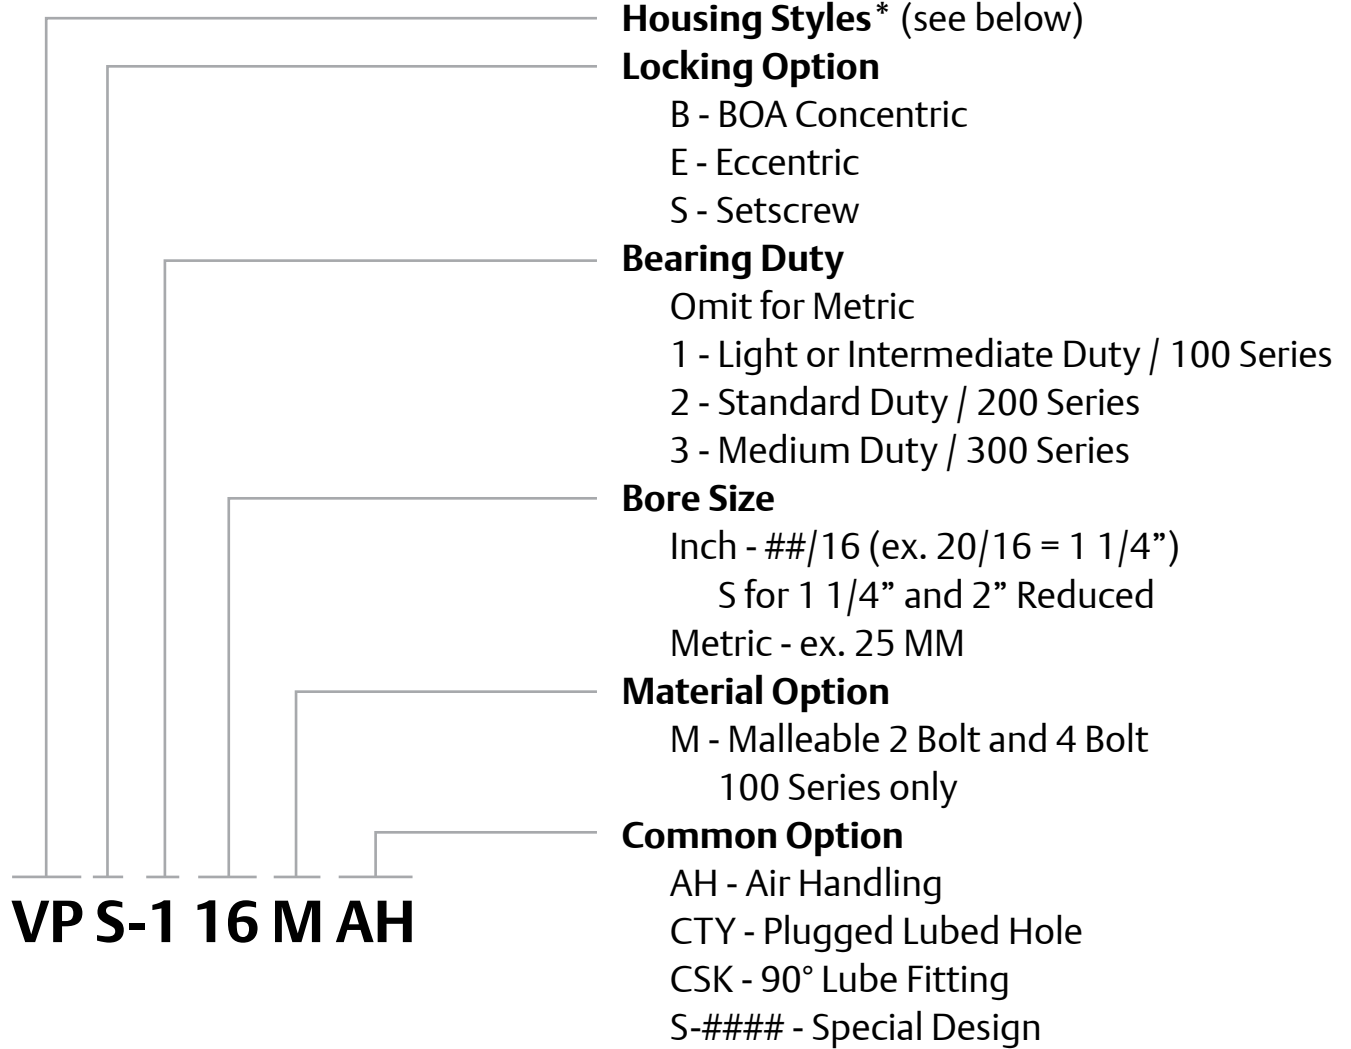 Housing Styles* (see below)
Locking Option
B - BOA Concentric
E - Eccentric
S - Setscrew
Bearing Duty
Omit for Metric
1 - Light or Intermediate Duty / 100 Series
2 - Standard Duty / 200 Series
3 - Medium Duty / 300 Series
Bore Size
Inch - ##/16 (ex. 20/16 = 1 1/4”)
S for 1 1/4” and 2” Reduced
Metric - ex. 25 MM
Material Option
M - Malleable 2 Bolt and 4 Bolt
100 Series only
Common Option
AH - Air Handling
CTY - Plugged Lubed Hole
CSK - 90° Lube Fitting
S-#### - Special Design
VP S-1 16 M AH